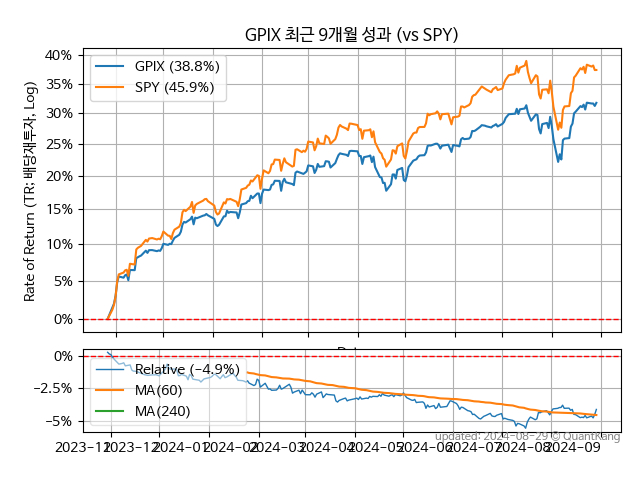 GPIX 최근 9개월 성과 (vs SPY)
40%
35%
30%
25%
20%
15%
10%
5%
0%
Rate of Return (TR: 배당재투자, Log)
GPIX (38.8%)
SPY (45.9%)
0%
−2.5%
−5%
Relative (−4.9%)
MA(60)
MA(240)
updated: 2024-08-29 © QuantKang
2023-11 2023-12 2024-01 2024-02 2024-03 2024-04 2024-05 2024-06 2024-07 2024-08 2024-09